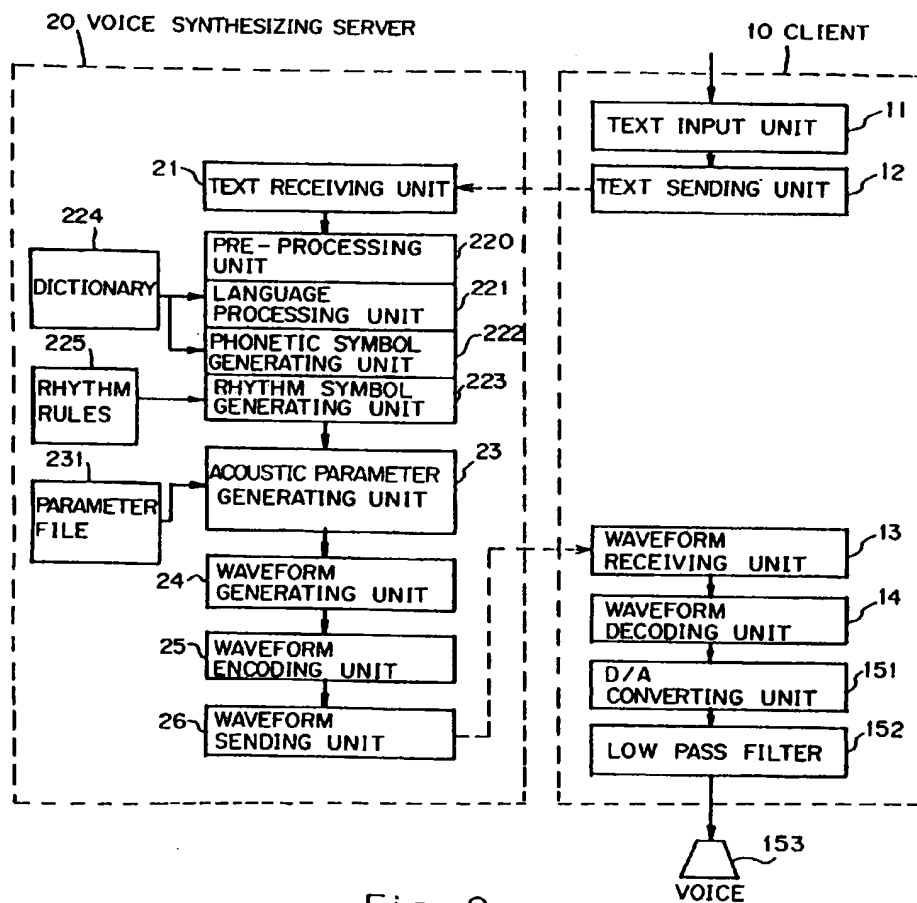 20 VOICE SYNTHESIZING SERVER
10 CLIENT
11
TEXT INPUT UNIT
12
TEXT SENDING UNIT
21
TEXT RECEIVING UNIT
224
DICTIONARY
220
PRE-PROCESSING
UNIT
221
LANGUAGE
PROCESSING UNIT
222
PHONETIC SYMBOL
GENERATING UNIT
223
RHYTHM SYMBOL
GENERATING UNIT
225
RHYTHM
RULES
231
PARAMETER
FILE
23
ACOUSTIC PARAMETER
GENERATING UNIT
24
WAVEFORM
GENERATING UNIT
25
WAVEFORM
ENCODING UNIT
26
WAVEFORM
SENDING UNIT
13
WAVEFORM
RECEIVING UNIT
14
WAVEFORM
DECODING UNIT
151
D/A
CONVERTING UNIT
152
LOW PASS FILTER
153
VOICE